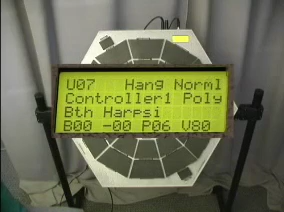 U07 Hang Norml
Controller1 Poly
Bth Harpsi
B00 -00 P06 V80